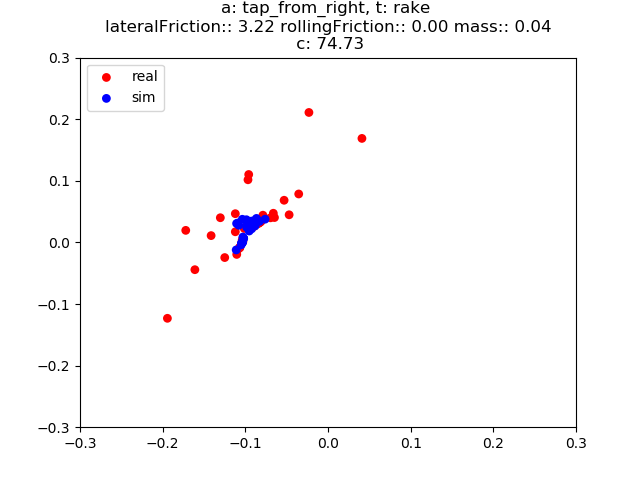 a: tap_from_right, t: rake
lateralFriction:: 3.22 rollingFriction:: 0.00 mass:: 0.04
c: 74.73
real
sim
0.3
0.2
0.1
0.0
−0.1
−0.2
−0.3
−0.3
−0.2
−0.1
0.0
0.1
0.2
0.3